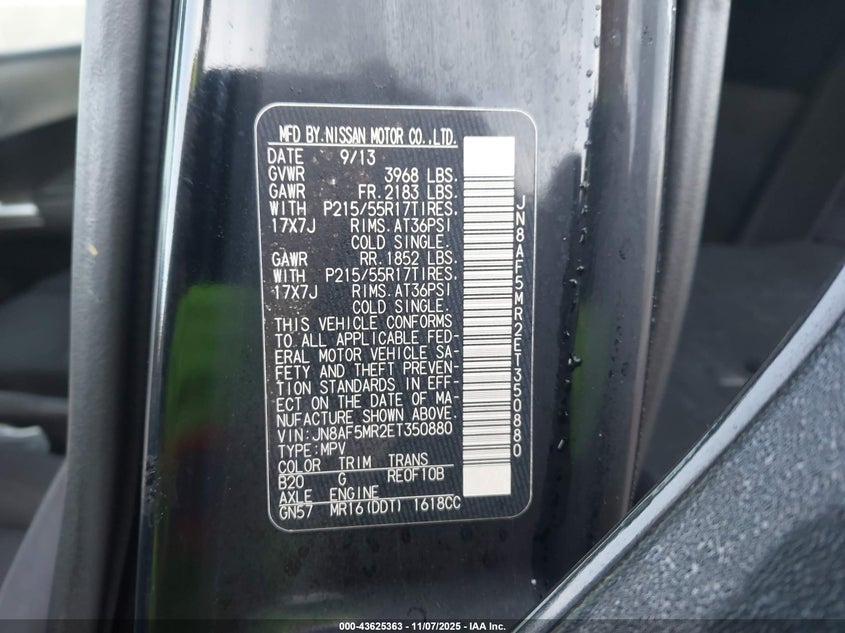 MFD BY.NISSAN MOTOR CO.,LTD.
DATE 9/13
GVWR 3968 LBS.
GAWR FR.2183 LBS.
WITH P215/55R17TIRES.
17X7J RIMS.AT36PSI
COLD SINGLE.
GAWR RR.1852 LBS.
WITH P215/55R17TIRES.
17X7J RIMS.AT36PSI
COLD SINGLE.
THIS VEHICLE CONFORMS
TO ALL APPLICABLE FED-
ERAL MOTOR VEHICLE SA-
FETY AND THEFT PREVEN-
TION STANDARDS IN EFF-
ECT ON THE DATE OF MA-
NUFACTURE SHOWN ABOVE.
VIN:JN8AF5MR2ET350880
TYPE:MPV
COLOR TRIM TRANS
B20 G RE0F10B
AXLE ENGINE
GN57 MR16(DDT) 1618CC
JN8AF5MR2ET350880
000-43625363 - 11/07/2025 - IAA Inc.